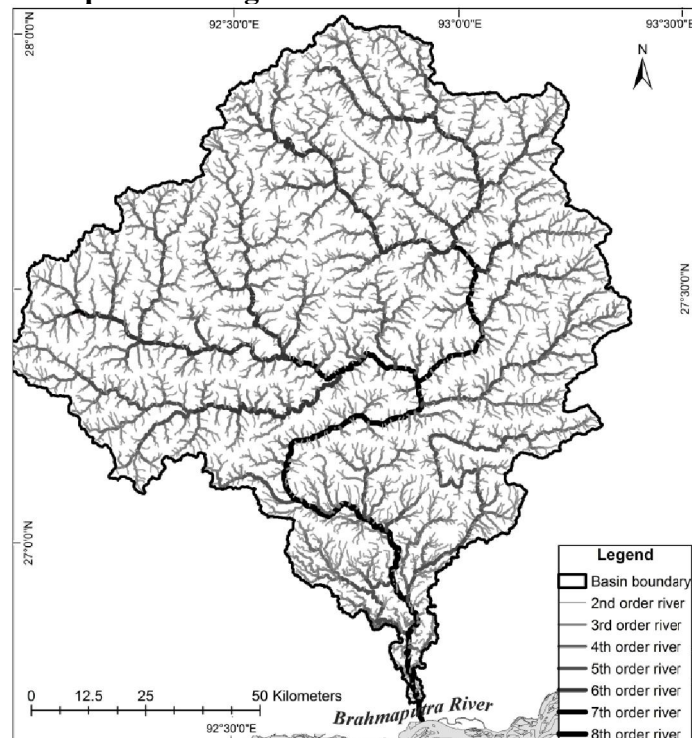 92°30'0"E
93°0'0"E
93°30'0"E
28°0'0"N
N
27°30'0"N
27°0'0"N
Legend
Basin boundary
2nd order river
3rd order river
4th order river
5th order river
6th order river
7th order river
8th order river
0 12.5 25 50 Kilometers
Brahmaputra River
92°30'0"E